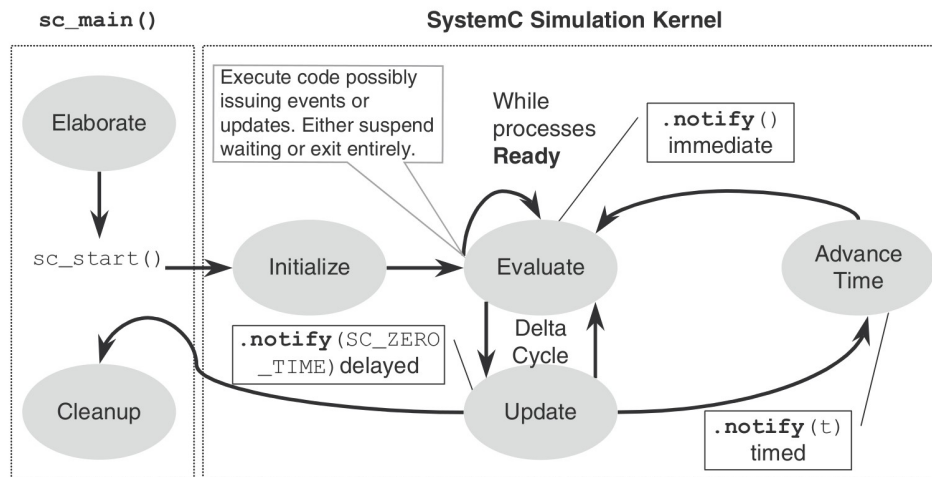 sc_main()
SystemC Simulation Kernel
Elaborate
sc_start()
Cleanup
Execute code possibly
issuing events or
updates. Either suspend
waiting or exit entirely.
While
processes
Ready
.notify()
immediate
Initialize
Evaluate
Advance
Time
.notify(SC_ZERO
_TIME)delayed
Delta
Cycle
Update
.notify(t)
timed